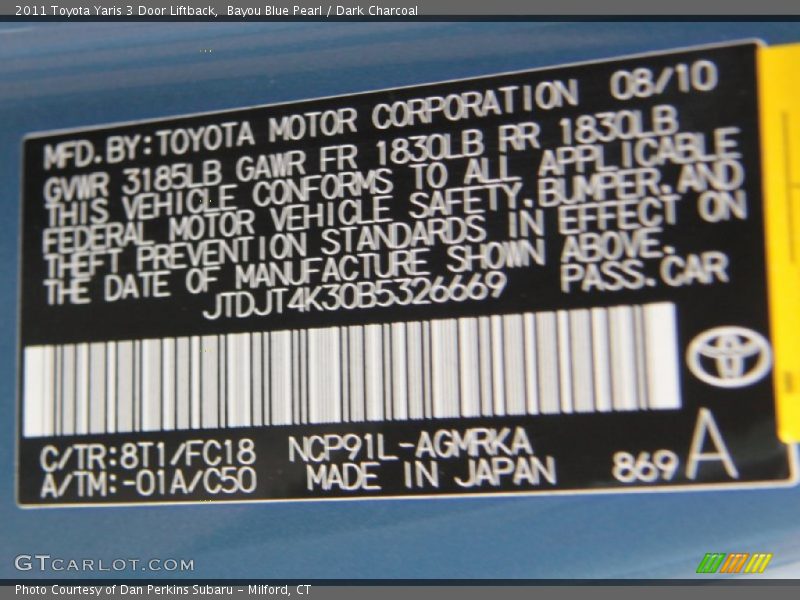 2011 Toyota Yaris 3 Door Liftback,  Bayou Blue Pearl / Dark Charcoal
MFD.BY:TOYOTA MOTOR CORPORATION 08/10
GVWR 3185LB GAWR FR 1830LB RR 1830LB
THIS VEHICLE CONFORMS TO ALL APPLICABLE
FEDERAL MOTOR VEHICLE SAFETY,BUMPER,AND
THEFT PREVENTION STANDARDS IN EFFECT ON
THE DATE OF MANUFACTURE SHOWN ABOVE.
JTDJT4K30B5326669 PASS.CAR
C/TR:8T1/FC18 NCP91L-AGMRKA
A/TM:-01A/C50 MADE IN JAPAN 869 A
GTCARLOT.COM
Photo Courtesy of Dan Perkins Subaru – Milford, CT